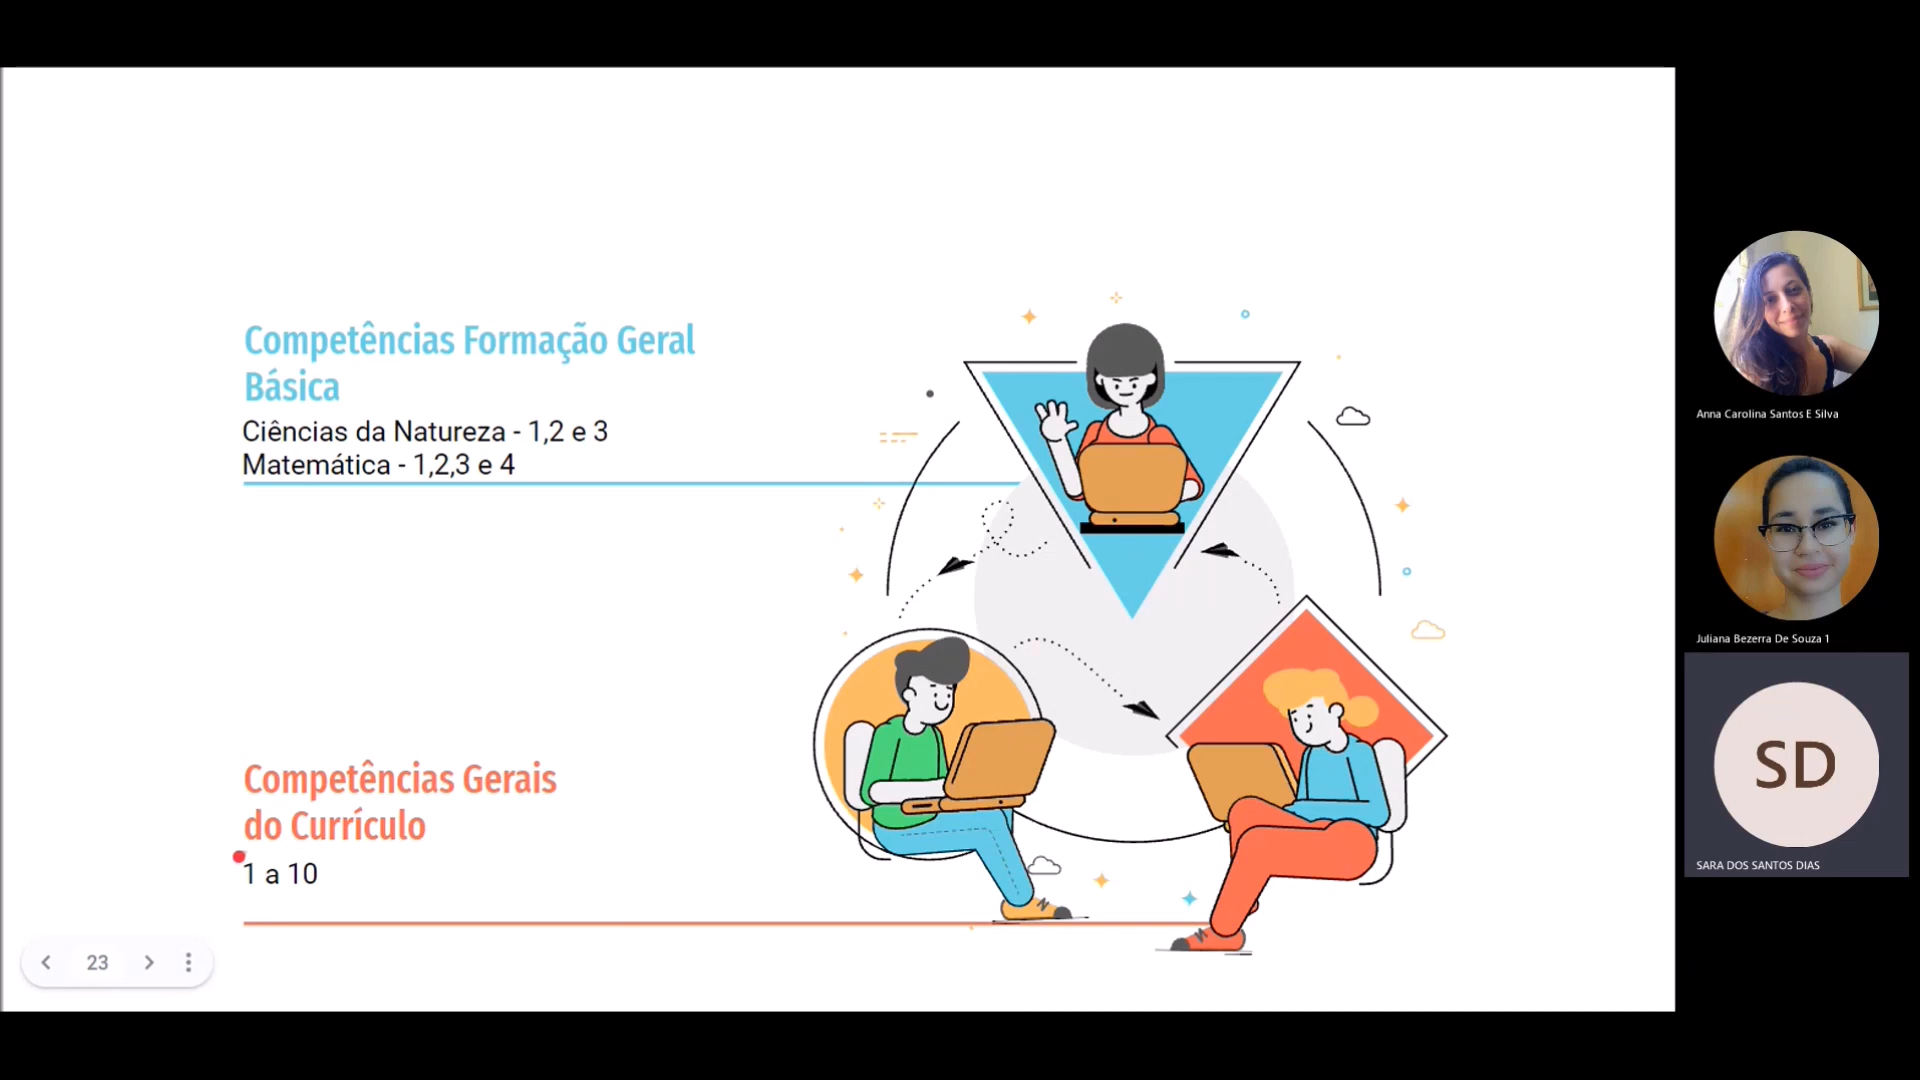 Competências Formação Geral
Básica
Ciências da Natureza - 1,2 e 3
Matemática - 1,2,3 e 4
Competências Gerais
do Currículo
1 a 10
23
Anna Carolina Santos E Silva
Juliana Bezerra De Souza 1
SD
SARA DOS SANTOS DIAS